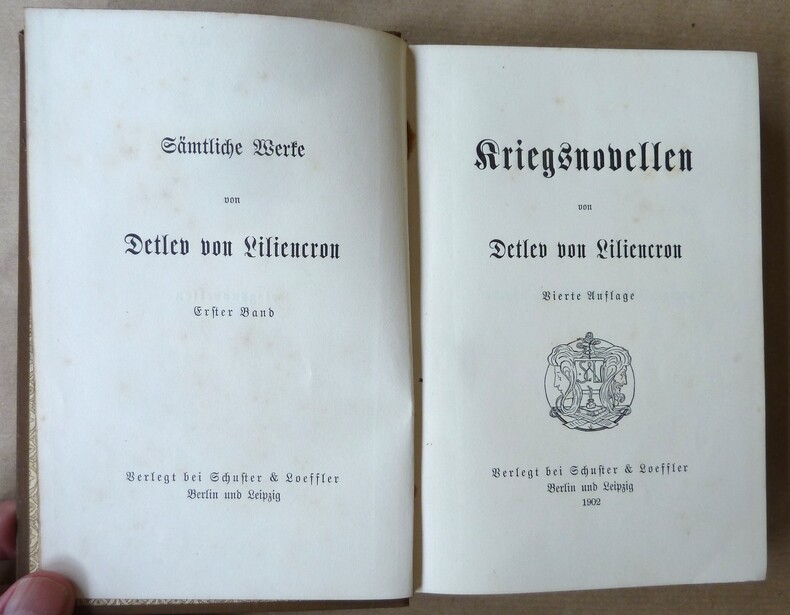 Sämtliche Werke
von
Detlev von Liliencron
Erster Band
Verlegt bei Schuster & Loeffler
Berlin und Leipzig
Kriegsnovellen
von
Detlev von Liliencron
Vierte Auflage
Verlegt bei Schuster & Loeffler
Berlin und Leipzig
1902